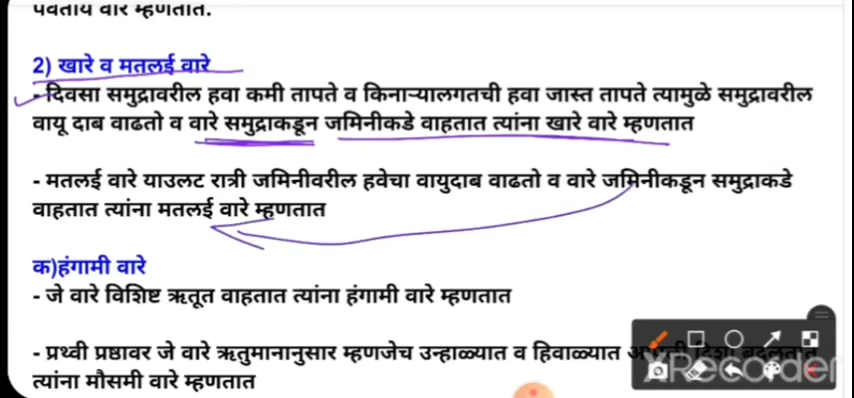 पर्वतीय वारे म्हणतात.
2) खारे व मतलई वारे
- दिवसा समुद्रावरील हवा कमी तापते व किनाऱ्यालगतची हवा जास्त तापते त्यामुळे समुद्रावरील
वायू दाब वाढतो व वारे समुद्राकडून जमिनीकडे वाहतात त्यांना खारे वारे म्हणतात
- मतलई वारे याउलट रात्री जमिनीवरील हवेचा वायुदाब वाढतो व वारे जमिनीकडून समुद्राकडे
वाहतात त्यांना मतलई वारे म्हणतात
क)हंगामी वारे
- जे वारे विशिष्ट ऋतूत वाहतात त्यांना हंगामी वारे म्हणतात
- प्रथ्वी प्रष्ठावर जे वारे ऋतुमानानुसार म्हणजेच उन्हाळ्यात व हिवाळ्यात दिशा बदलतात
त्यांना मौसमी वारे म्हणतात
XRecorder